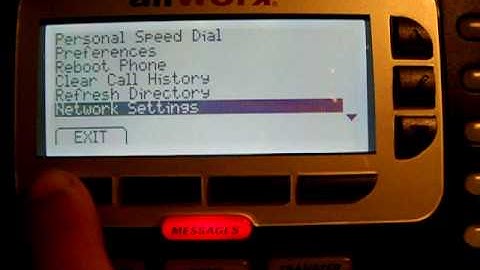 Personal Speed Dial
Preferences
Reboot Phone
Clear Call History
Refresh Directory
Network Settings
EXIT
MESSAGES